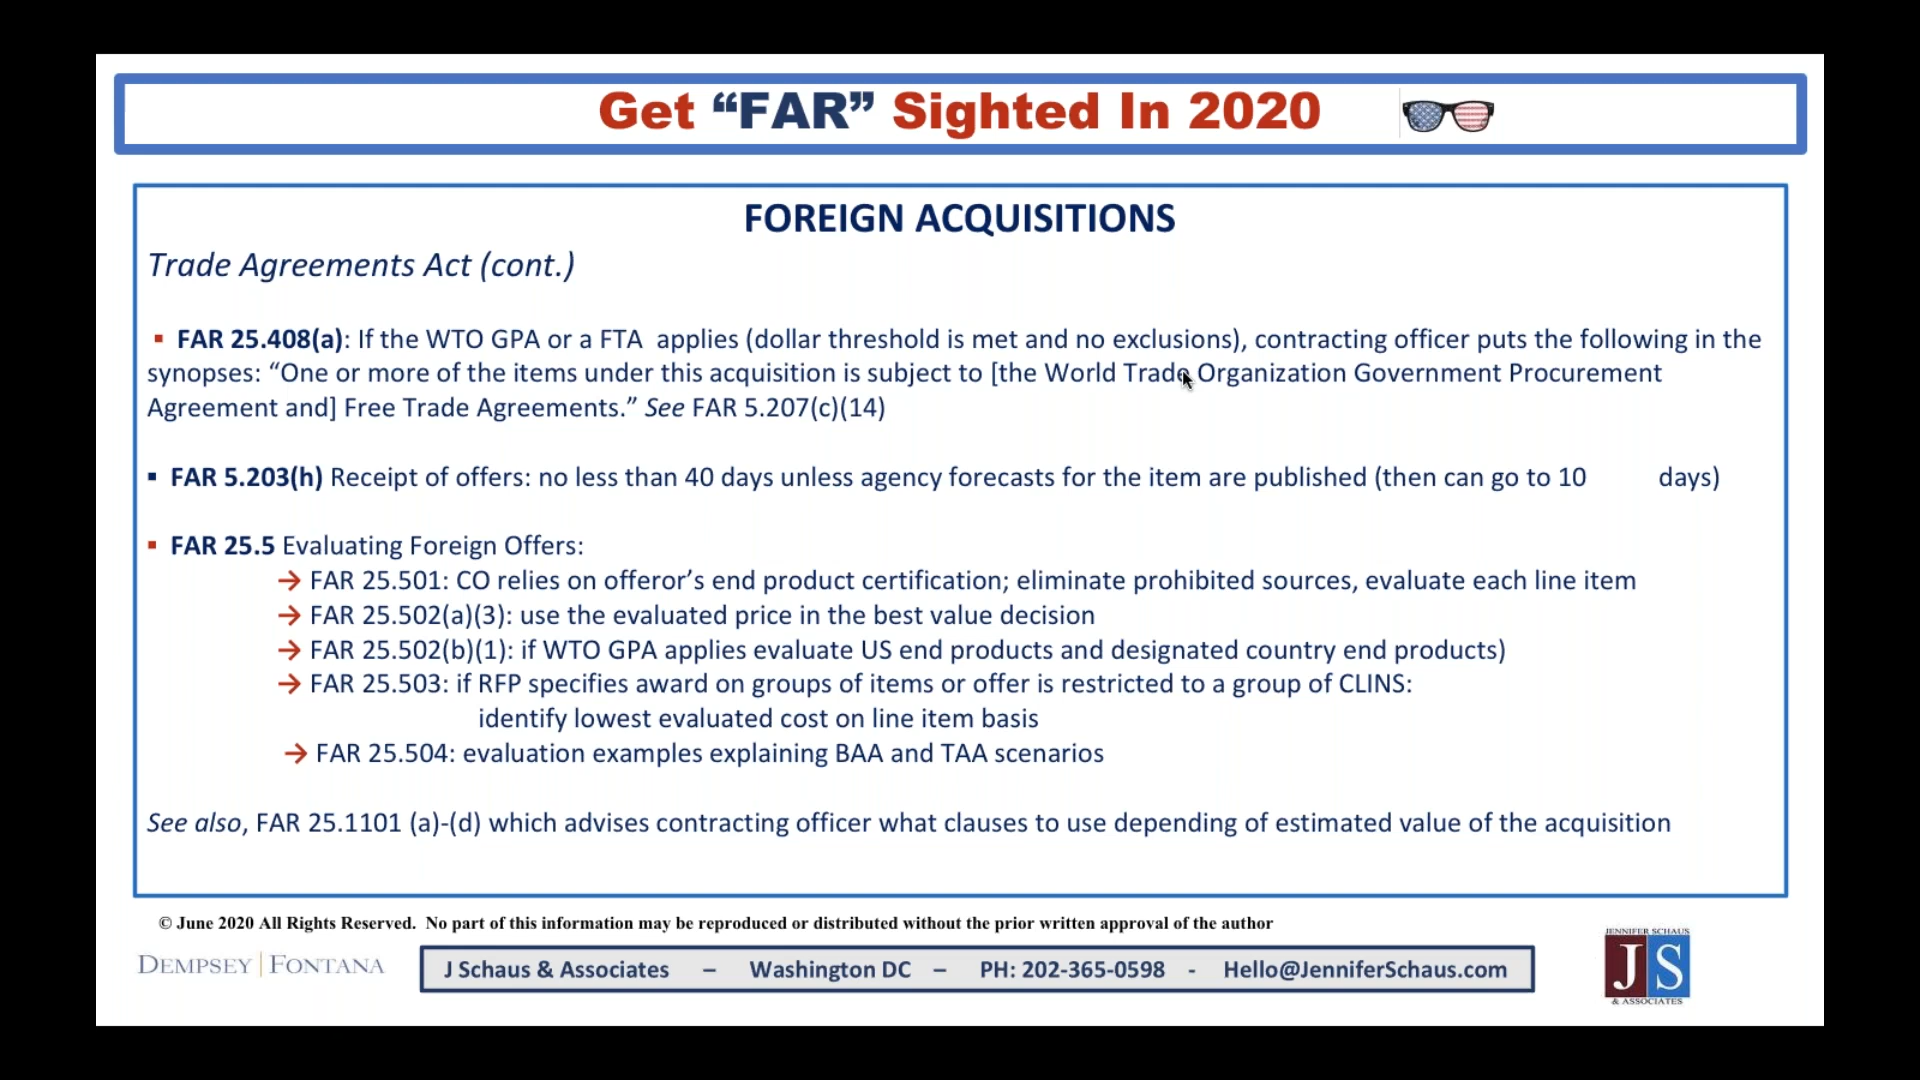 Get “FAR” Sighted In 2020
FOREIGN ACQUISITIONS
Trade Agreements Act (cont.)
▪ FAR 25.408(a): If the WTO GPA or a FTA applies (dollar threshold is met and no exclusions), contracting officer puts the following in the
synopses: “One or more of the items under this acquisition is subject to [the World Trade Organization Government Procurement
Agreement and] Free Trade Agreements.” See FAR 5.207(c)(14)
▪ FAR 5.203(h) Receipt of offers: no less than 40 days unless agency forecasts for the item are published (then can go to 10 days)
▪ FAR 25.5 Evaluating Foreign Offers:
→ FAR 25.501: CO relies on offeror’s end product certification; eliminate prohibited sources, evaluate each line item
→ FAR 25.502(a)(3): use the evaluated price in the best value decision
→ FAR 25.502(b)(1): if WTO GPA applies evaluate US end products and designated country end products)
→ FAR 25.503: if RFP specifies award on groups of items or offer is restricted to a group of CLINS:
identify lowest evaluated cost on line item basis
→ FAR 25.504: evaluation examples explaining BAA and TAA scenarios
See also, FAR 25.1101 (a)-(d) which advises contracting officer what clauses to use depending of estimated value of the acquisition
© June 2020 All Rights Reserved. No part of this information may be reproduced or distributed without the prior written approval of the author
DEMPSEY | FONTANA
J Schaus & Associates – Washington DC – PH: 202-365-0598 - Hello@JenniferSchaus.com
JENNIFER SCHAUS
JS
& ASSOCIATES